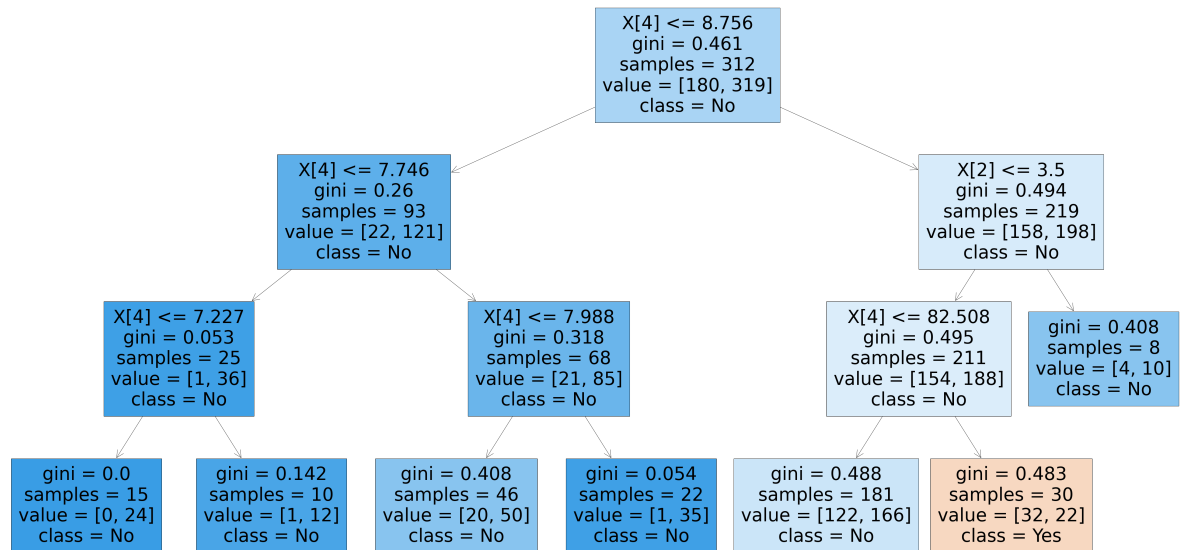 X[4] <= 8.756
gini = 0.461
samples = 312
value = [180, 319]
class = No
X[4] <= 7.746
gini = 0.26
samples = 93
value = [22, 121]
class = No
X[2] <= 3.5
gini = 0.494
samples = 219
value = [158, 198]
class = No
X[4] <= 7.227
gini = 0.053
samples = 25
value = [1, 36]
class = No
X[4] <= 7.988
gini = 0.318
samples = 68
value = [21, 85]
class = No
X[4] <= 82.508
gini = 0.495
samples = 211
value = [154, 188]
class = No
gini = 0.408
samples = 8
value = [4, 10]
class = No
gini = 0.0
samples = 15
value = [0, 24]
class = No
gini = 0.142
samples = 10
value = [1, 12]
class = No
gini = 0.408
samples = 46
value = [20, 50]
class = No
gini = 0.054
samples = 22
value = [1, 35]
class = No
gini = 0.488
samples = 181
value = [122, 166]
class = No
gini = 0.483
samples = 30
value = [32, 22]
class = Yes